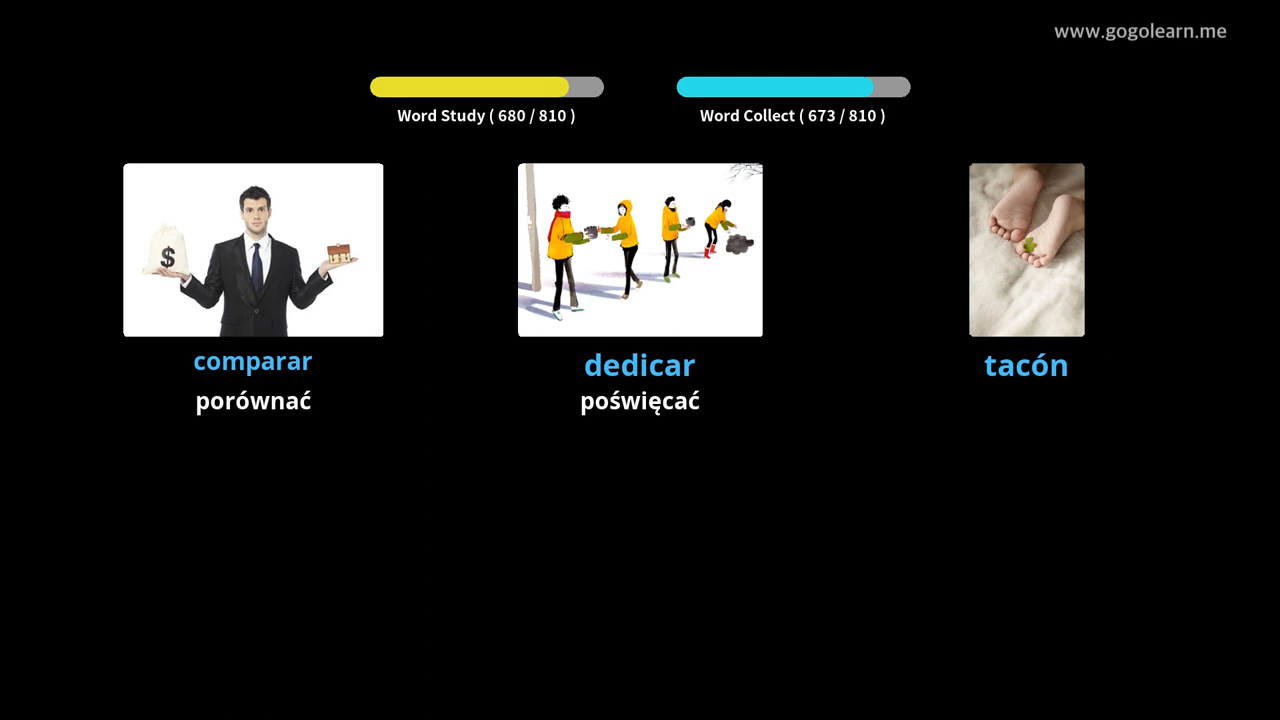 www.gogolearn.me
Word Study ( 680 / 810 )
Word Collect ( 673 / 810 )
$
comparar
dedicar
tacón
porównać
poświęcać